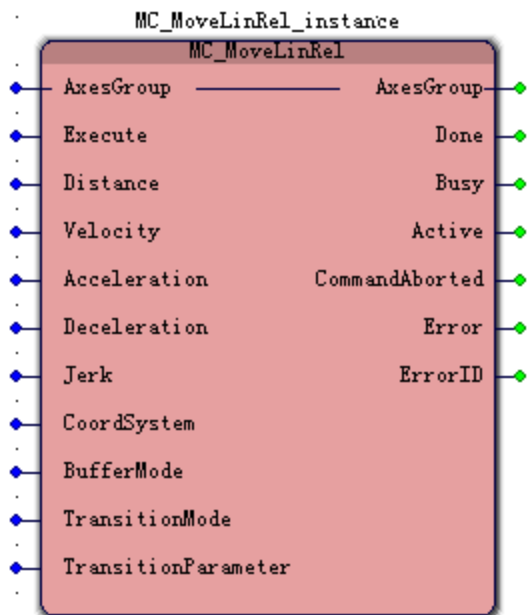 MC_MoveLinRel_instance
MC_MoveLinRel
AxesGroup AxesGroup
Execute Done
Distance Busy
Velocity Active
Acceleration CommandAborted
Deceleration Error
Jerk ErrorID
CoordSystem
BufferMode
TransitionMode
TransitionParameter